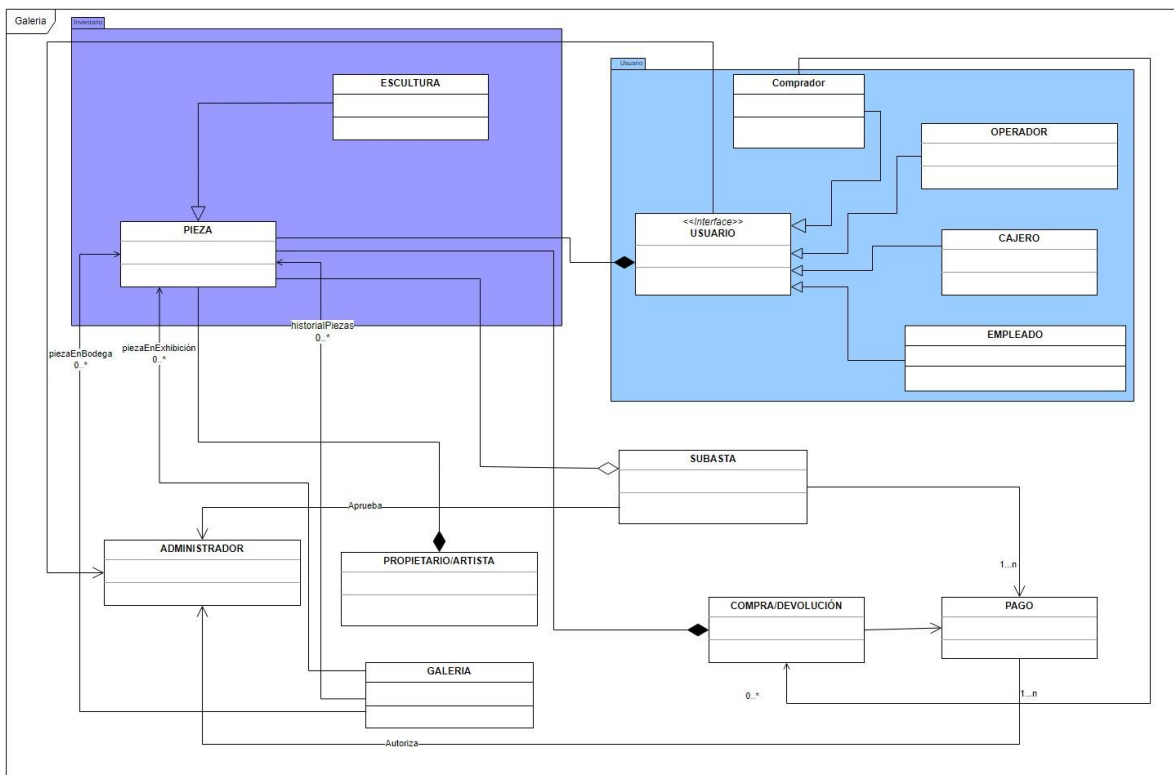 Galeria
Inventario
Usuario
ESCULTURA
Comprador
OPERADOR
PIEZA
<<Interface>>
USUARIO
CAJERO
historialPiezas
0..*
EMPLEADO
piezaEnBodega
0..*
piezaEnExhibición
0..*
SUBASTA
Aprueba
ADMINISTRADOR
PROPIETARIO/ARTISTA
1...n
COMPRA/DEVOLUCIÓN
PAGO
GALERIA
0..*
1...n
Autoriza